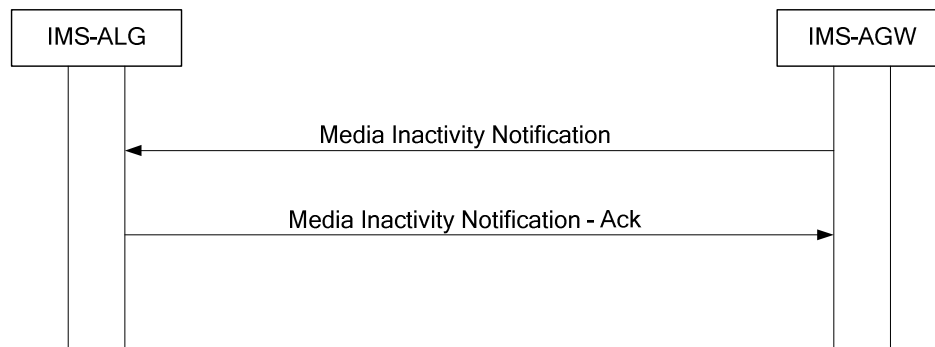 IMS-ALG
IMS-AGW
Media Inactivity Notification
Media Inactivity Notification - Ack